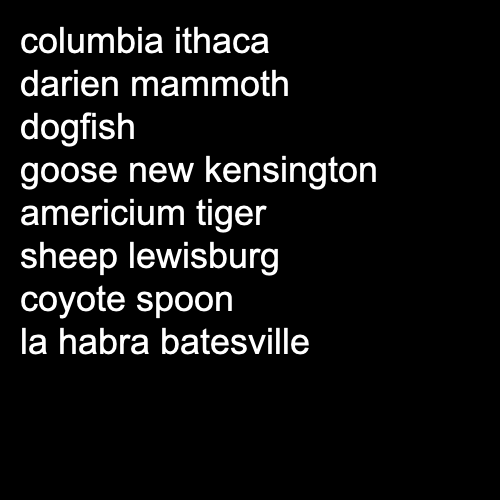 columbia ithaca
darien mammoth
dogfish
goose new kensington
americium tiger
sheep lewisburg
coyote spoon
la habra batesville